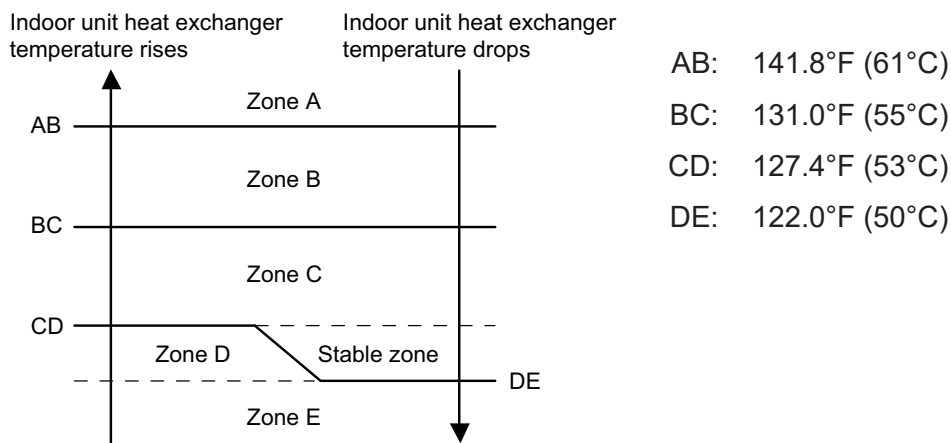 Indoor unit heat exchanger
temperature rises
Indoor unit heat exchanger
temperature drops
Zone A
AB
Zone B
BC
Zone C
CD
Zone D
Stable zone
DE
Zone E
AB: 141.8°F (61°C)
BC: 131.0°F (55°C)
CD: 127.4°F (53°C)
DE: 122.0°F (50°C)